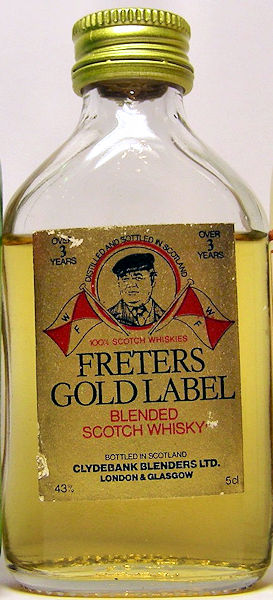 DISTILLED AND BOTTLED IN SCOTLAND
OVER 3 YEARS
OVER 3 YEARS
W F
W F
100% SCOTCH WHISKIES
FRETERS
GOLD LABEL
BLENDED
SCOTCH WHISKY
BOTTLED IN SCOTLAND
CLYDEBANK BLENDERS LTD.
LONDON & GLASGOW
43% 5cl